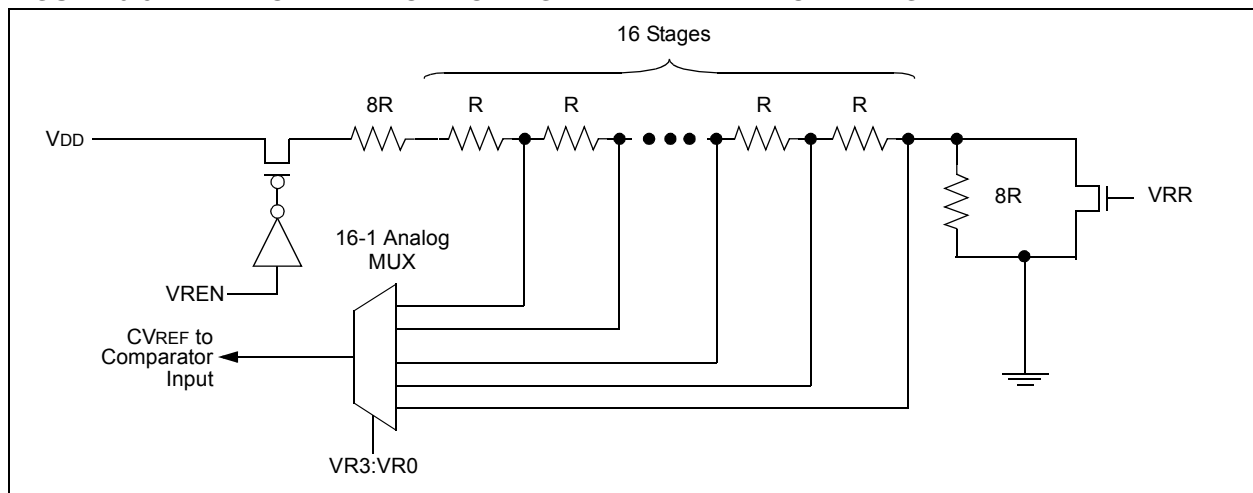 16 Stages
8R
R
R
R
R
VDD
8R
VRR
16-1 Analog
MUX
VREN
CVREF to
Comparator
Input
VR3:VR0